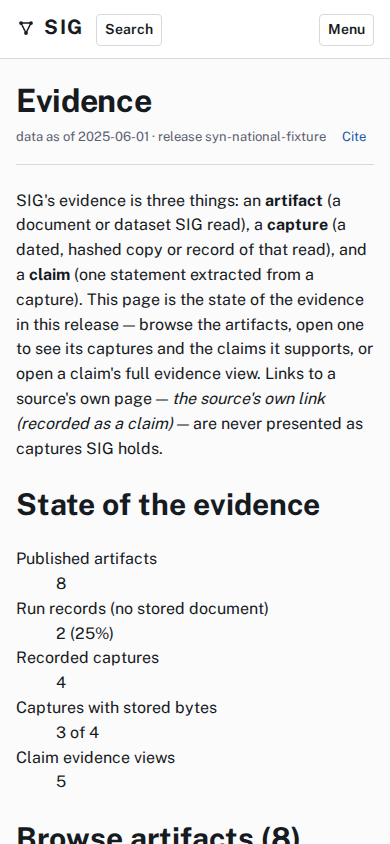 SIG
Search
Menu
Evidence
data as of 2025-06-01 · release syn-national-fixture Cite
SIG's evidence is three things: an artifact (a
document or dataset SIG read), a capture (a
dated, hashed copy or record of that read), and
a claim (one statement extracted from a
capture). This page is the state of the evidence
in this release — browse the artifacts, open one
to see its captures and the claims it supports, or
open a claim's full evidence view. Links to a
source's own page — the source's own link
(recorded as a claim) — are never presented as
captures SIG holds.
State of the evidence
Published artifacts
8
Run records (no stored document)
2 (25%)
Recorded captures
4
Captures with stored bytes
3 of 4
Claim evidence views
5
Browse artifacts (8)